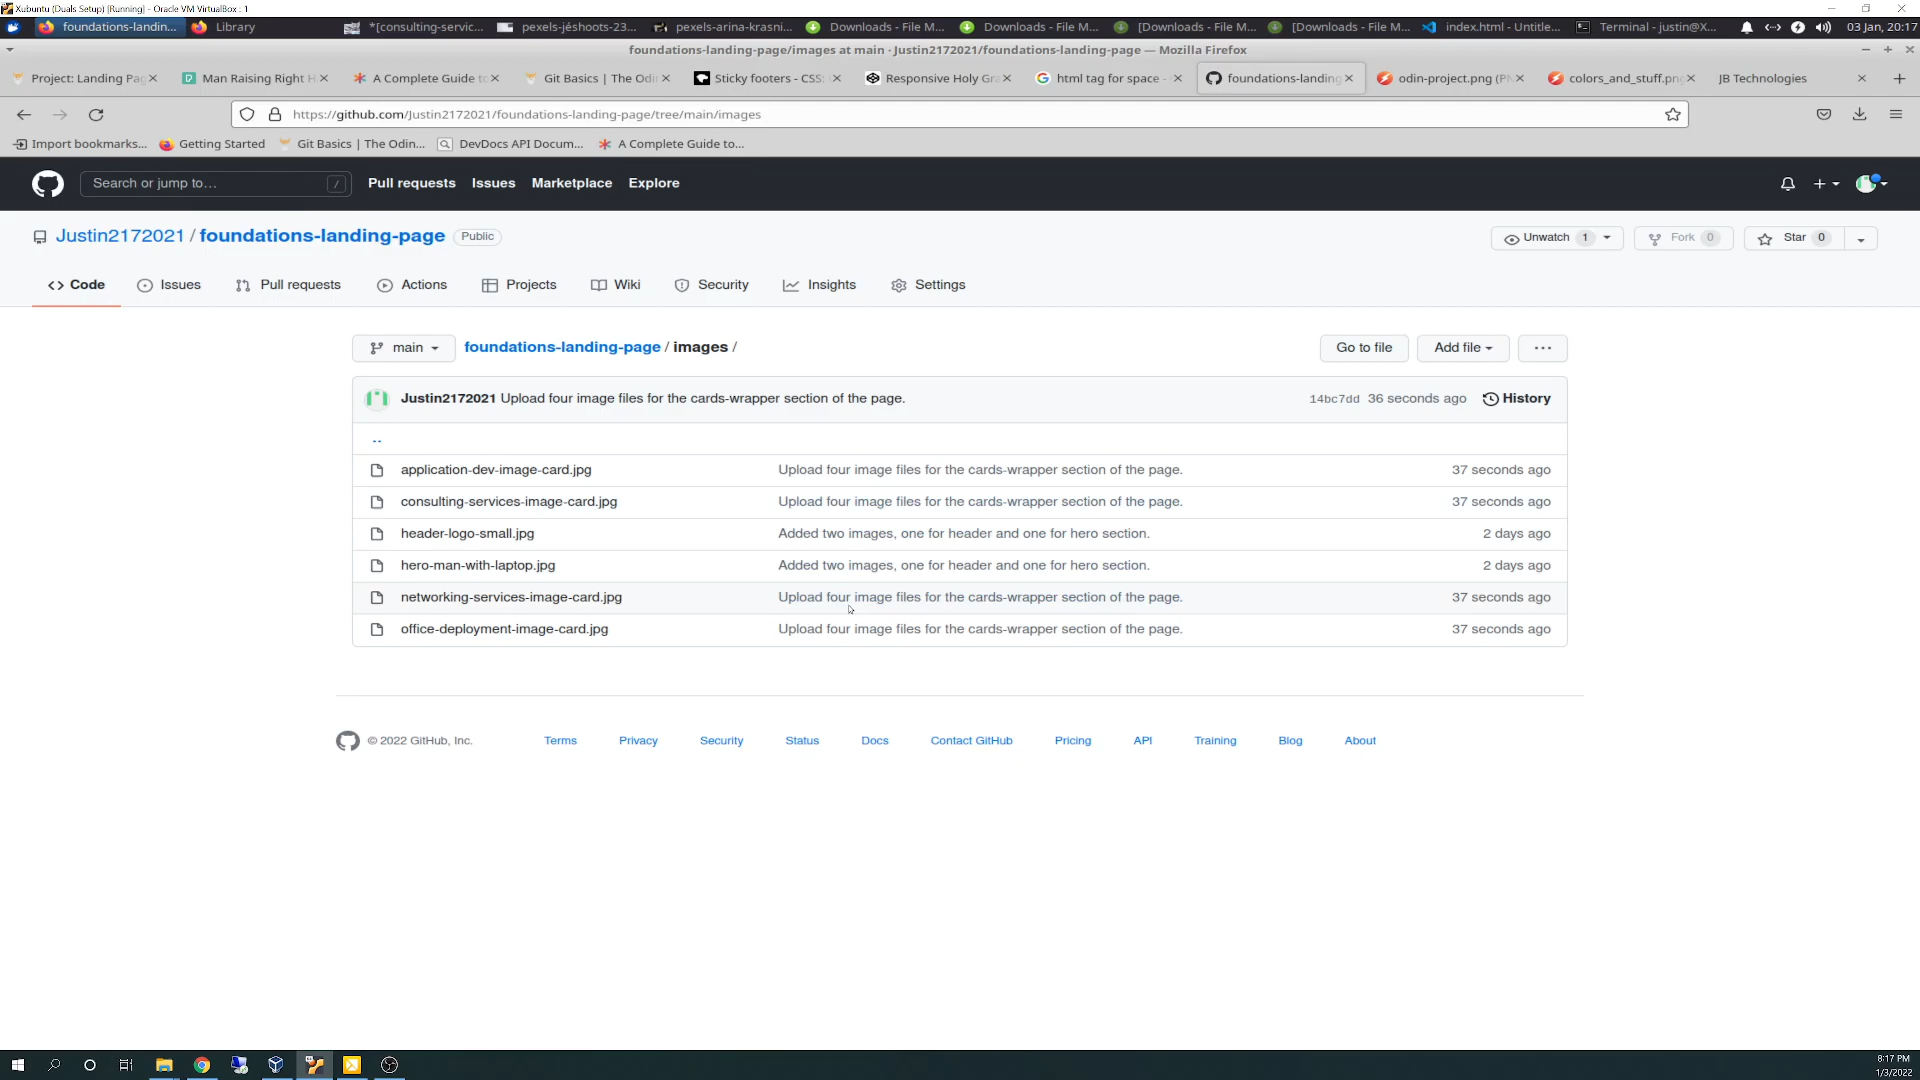 Xubuntu (Duals Setup) [Running] - Oracle VM VirtualBox : 1
foundations-landin... Library *[consulting-servic... pexels-jéshoots-23... pexels-arina-krasni... Downloads - File M... Downloads - File M... [Downloads - File M... [Downloads - File M... index.html - Untitle... Terminal - justin@X... 03 Jan, 20:17
foundations-landing-page/images at main · Justin2172021/foundations-landing-page — Mozilla Firefox
Project: Landing Pag Man Raising Right H A Complete Guide to Git Basics | The Odin Sticky footers - CSS: Responsive Holy Gra html tag for space - foundations-landing odin-project.png (PN colors_and_stuff.png JB Technologies
https://github.com/Justin2172021/foundations-landing-page/tree/main/images
Import bookmarks... Getting Started Git Basics | The Odin... DevDocs API Docum... A Complete Guide to...
Search or jump to… / Pull requests Issues Marketplace Explore
Justin2172021 / foundations-landing-page Public Unwatch 1 Fork 0 Star 0
Code Issues Pull requests Actions Projects Wiki Security Insights Settings
main foundations-landing-page / images / Go to file Add file ...
Justin2172021 Upload four image files for the cards-wrapper section of the page. 14bc7dd 36 seconds ago History
..
application-dev-image-card.jpg Upload four image files for the cards-wrapper section of the page. 37 seconds ago
consulting-services-image-card.jpg Upload four image files for the cards-wrapper section of the page. 37 seconds ago
header-logo-small.jpg Added two images, one for header and one for hero section. 2 days ago
hero-man-with-laptop.jpg Added two images, one for header and one for hero section. 2 days ago
networking-services-image-card.jpg Upload four image files for the cards-wrapper section of the page. 37 seconds ago
office-deployment-image-card.jpg Upload four image files for the cards-wrapper section of the page. 37 seconds ago
© 2022 GitHub, Inc. Terms Privacy Security Status Docs Contact GitHub Pricing API Training Blog About
8:17 PM
1/3/2022